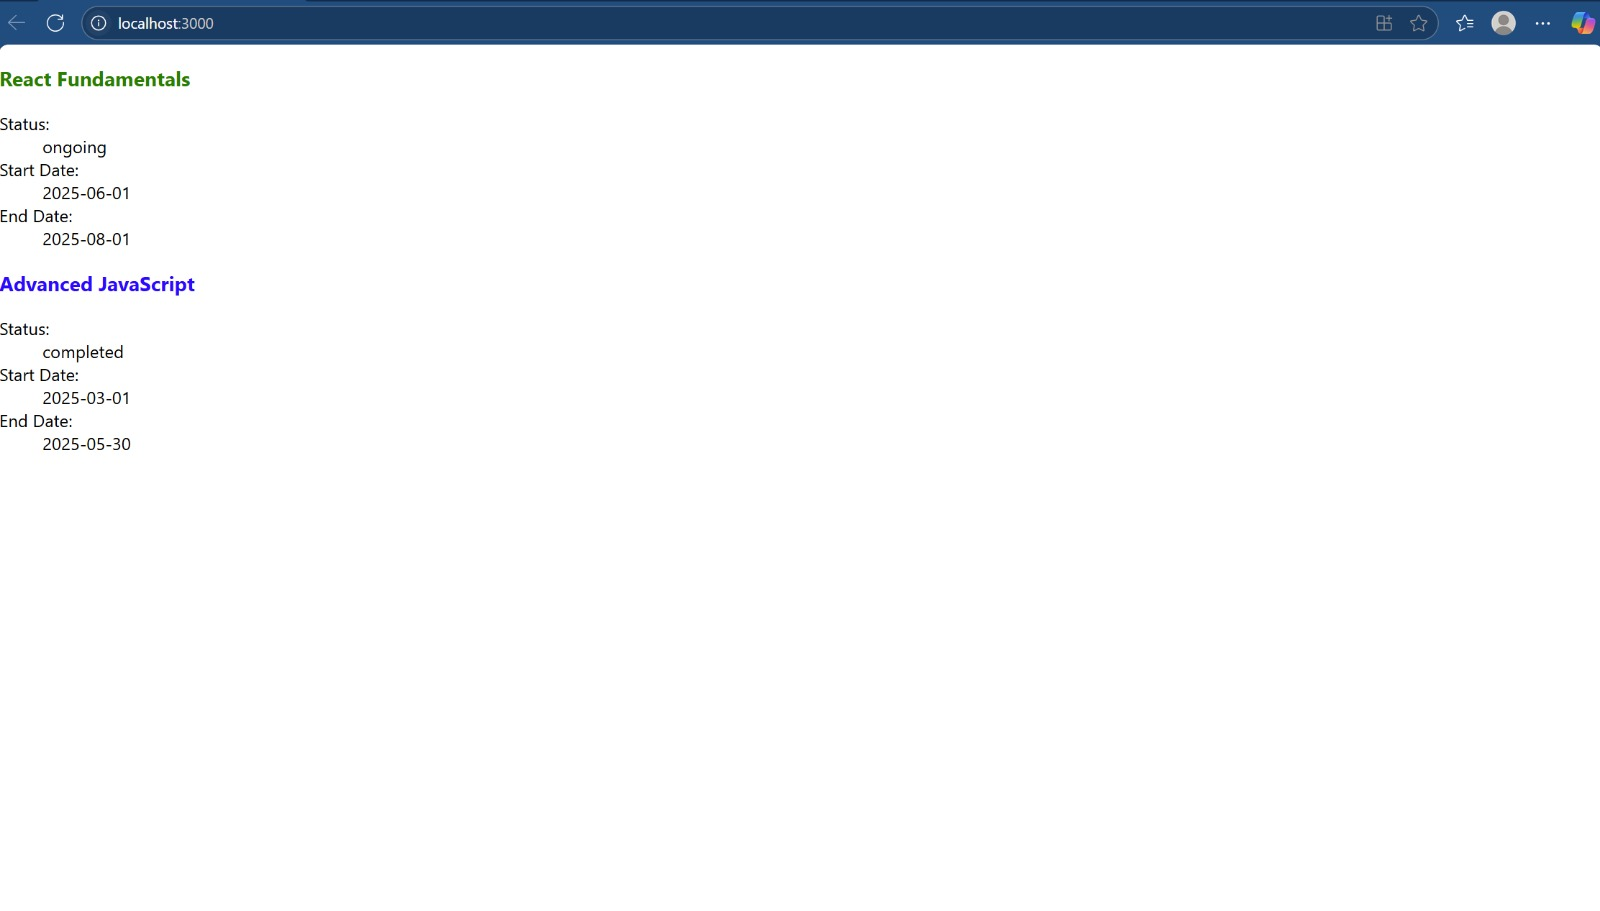 localhost:3000
React Fundamentals
Status:
ongoing
Start Date:
2025-06-01
End Date:
2025-08-01
Advanced JavaScript
Status:
completed
Start Date:
2025-03-01
End Date:
2025-05-30